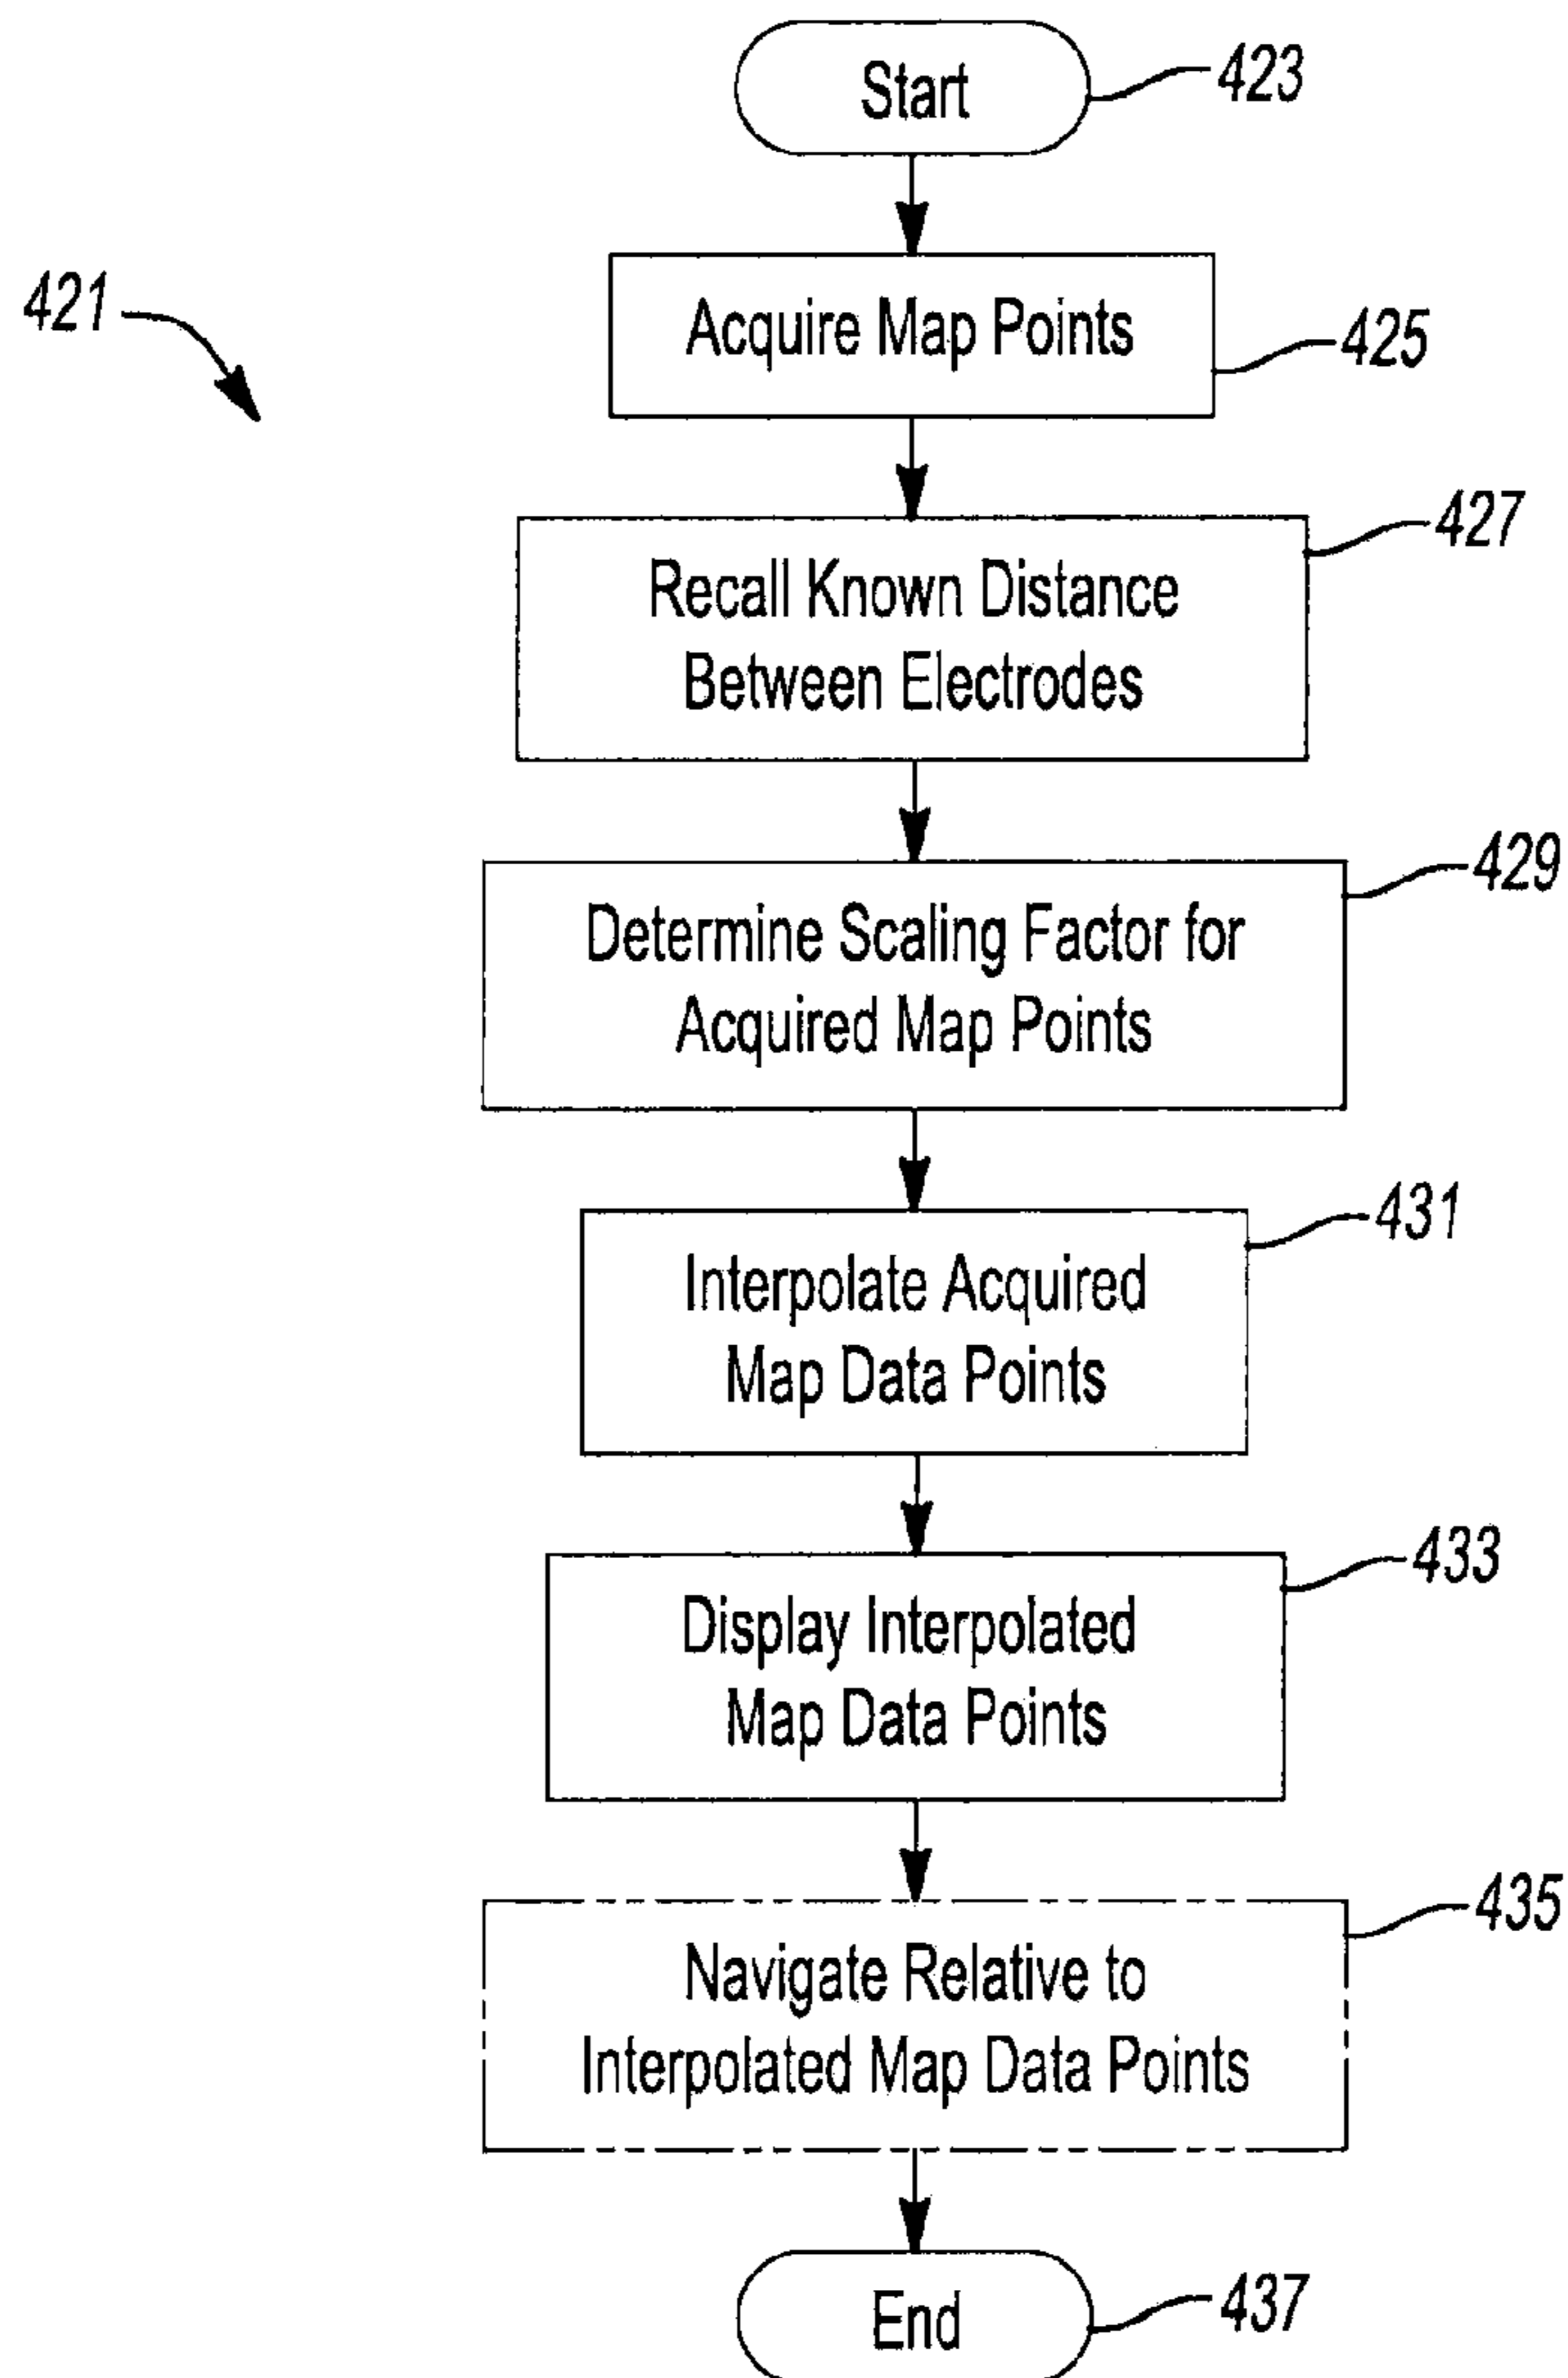 Start
423
421
Acquire Map Points
425
427
Recall Known Distance
Between Electrodes
429
Determine Scaling Factor for
Acquired Map Points
431
Interpolate Acquired
Map Data Points
433
Display Interpolated
Map Data Points
435
Navigate Relative to
Interpolated Map Data Points
End
437